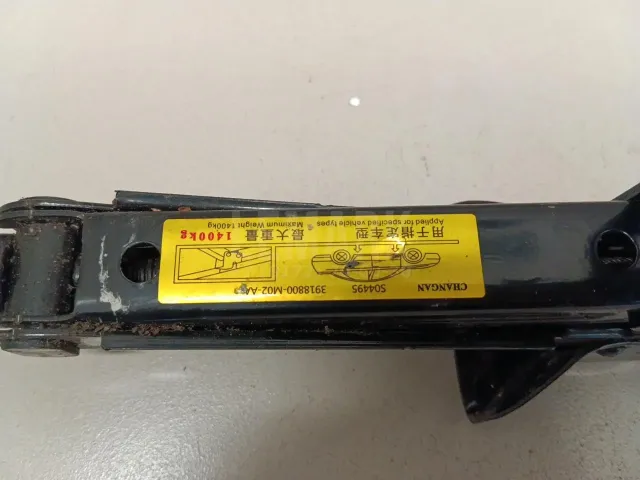 CHANGAN
S04495
3918800-M02-AA
用于指定车型
Applied for specified vehicle types
最大重量 1400kg
Maximum Weight 1400kg